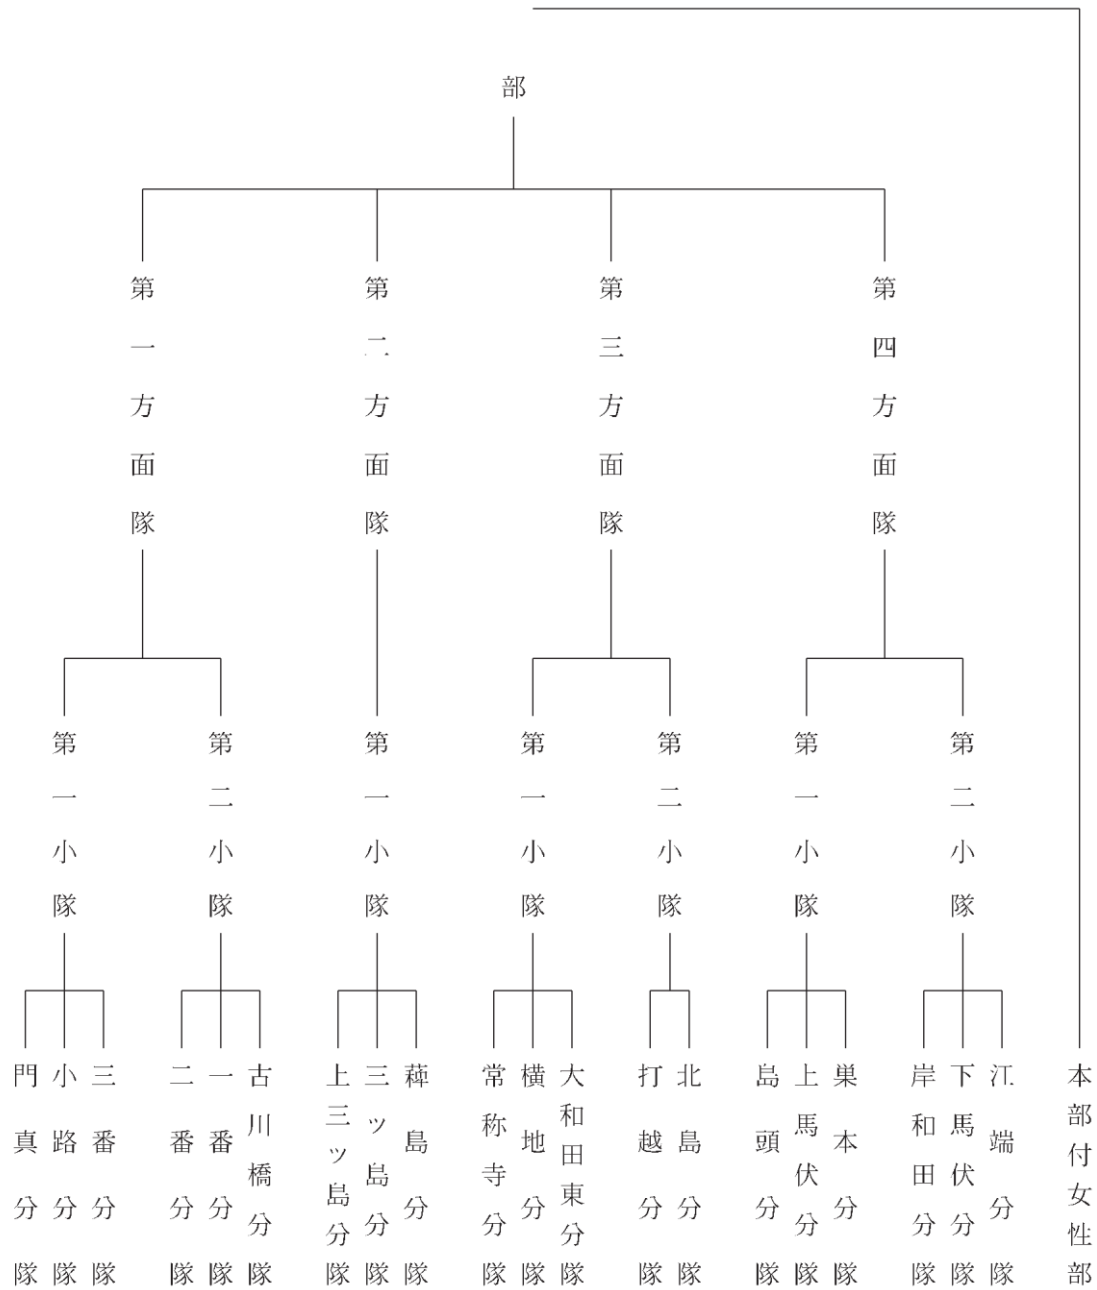 部
第一方面隊
第二方面隊
第三方面隊
第四方面隊
第一小隊
第二小隊
第一小隊
第一小隊
第二小隊
第一小隊
第二小隊
門真分隊
小路分隊
三番分隊
二番分隊
一番分隊
古川橋分隊
上三ッ島分隊
三ッ島分隊
薭島分隊
常称寺分隊
横地分隊
大和田東分隊
打越分隊
北島分隊
島頭分隊
上馬伏分隊
巣本分隊
岸和田分隊
下馬伏分隊
江端分隊
本部付女性部